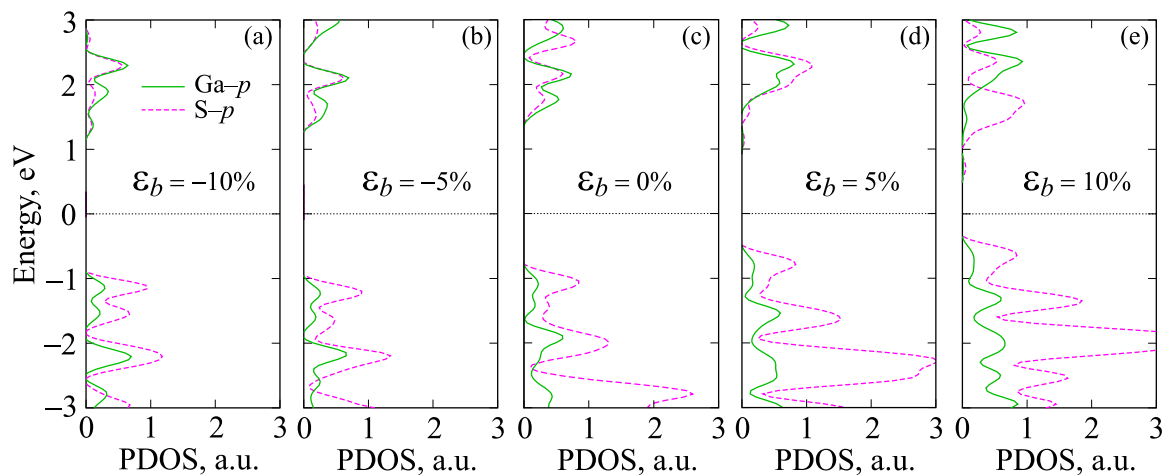 (a) (b) (c) (d) (e)
Ga–p
S–p
εb = −10% εb = −5% εb = 0% εb = 5% εb = 10%
Energy, eV
3
2
1
0
−1
−2
−3
0 1 2 3 0 1 2 3 0 1 2 3 0 1 2 3 0 1 2 3
PDOS, a.u. PDOS, a.u. PDOS, a.u. PDOS, a.u. PDOS, a.u.